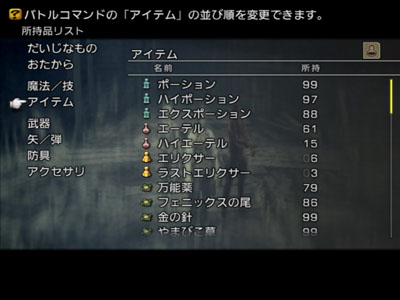 バトルコマンドの「アイテム」の並び順を変更できます。
所持品リスト
だいじなもの
おたから
魔法／技
アイテム
武器
矢／弾
防具
アクセサリ
アイテム
名前 所持
ポーション 99
ハイポーション 97
エクスポーション 88
エーテル 61
ハイエーテル 15
エリクサー 06
ラストエリクサー 03
万能薬 79
フェニックスの尾 86
金の針 99
やまびこ草 99